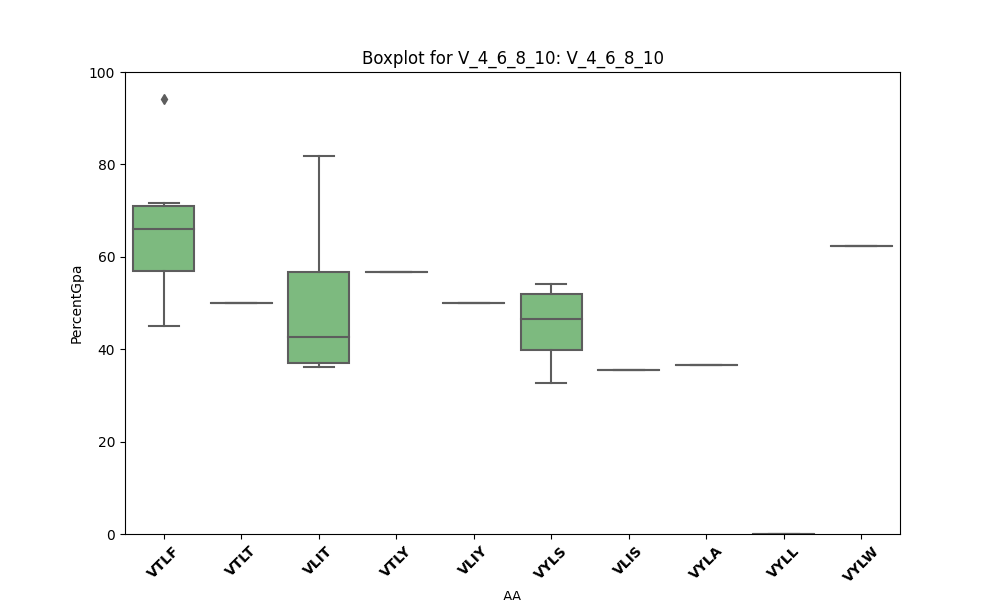 Boxplot for V_4_6_8_10: V_4_6_8_10
PercentGpa
100
80
60
40
20
0
VTLF
VTLT
VLIT
VTLY
VLIY
VYLS
VLIS
VYLA
VYLL
VYLW
AA